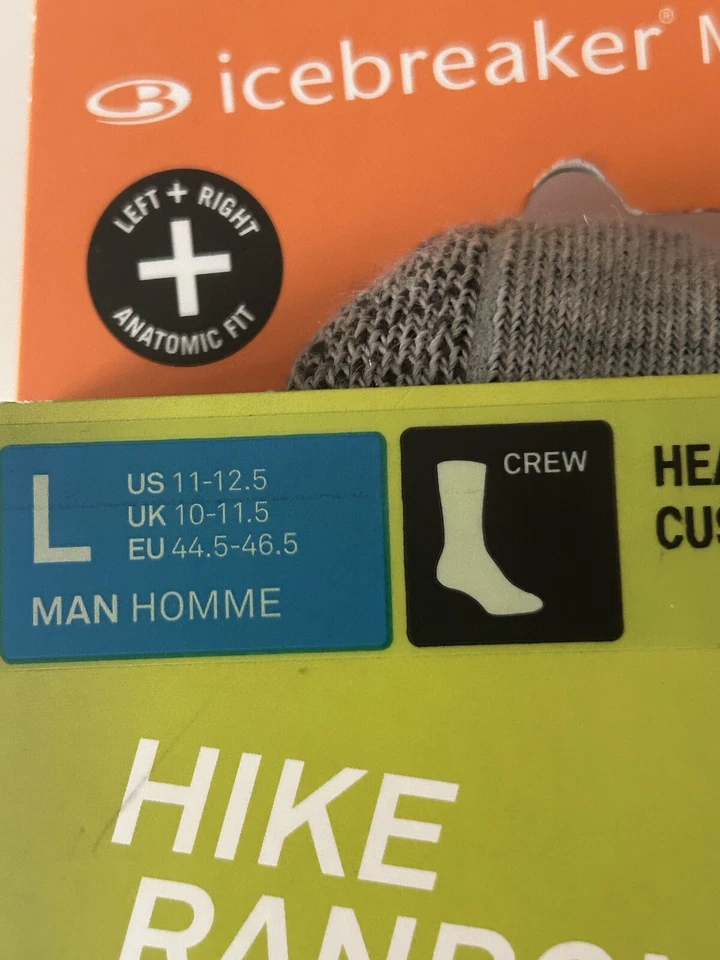 icebreaker®
LEFT + RIGHT
ANATOMIC FIT
L
US 11-12.5
UK 10-11.5
EU 44.5-46.5
MAN HOMME
CREW
HIKE